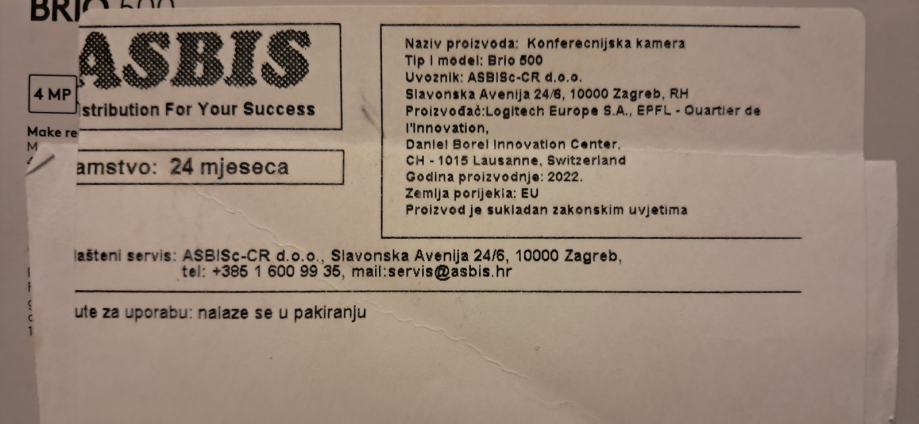 BRIO 500
ASBIS
4 MP
stribution For Your Success
Make re
amstvo: 24 mjeseca
Naziv proizvoda: Konferecnijska kamera
Tip i model: Brio 500
Uvoznik: ASBISc-CR d.o.o.
Slavonska Avenija 24/6, 10000 Zagreb, RH
Proizvođač:Logitech Europe S.A., EPFL - Quartier de
l'Innovation,
Daniel Borel Innovation Center,
CH - 1015 Lausanne, Switzerland
Godina proizvodnje: 2022.
Zemlja porijekla: EU
Proizvod je sukladan zakonskim uvjetima
lašteni servis: ASBISc-CR d.o.o., Slavonska Avenija 24/6, 10000 Zagreb,
tel: +385 1 600 99 35, mail:servis@asbis.hr
ute za uporabu: nalaze se u pakiranju